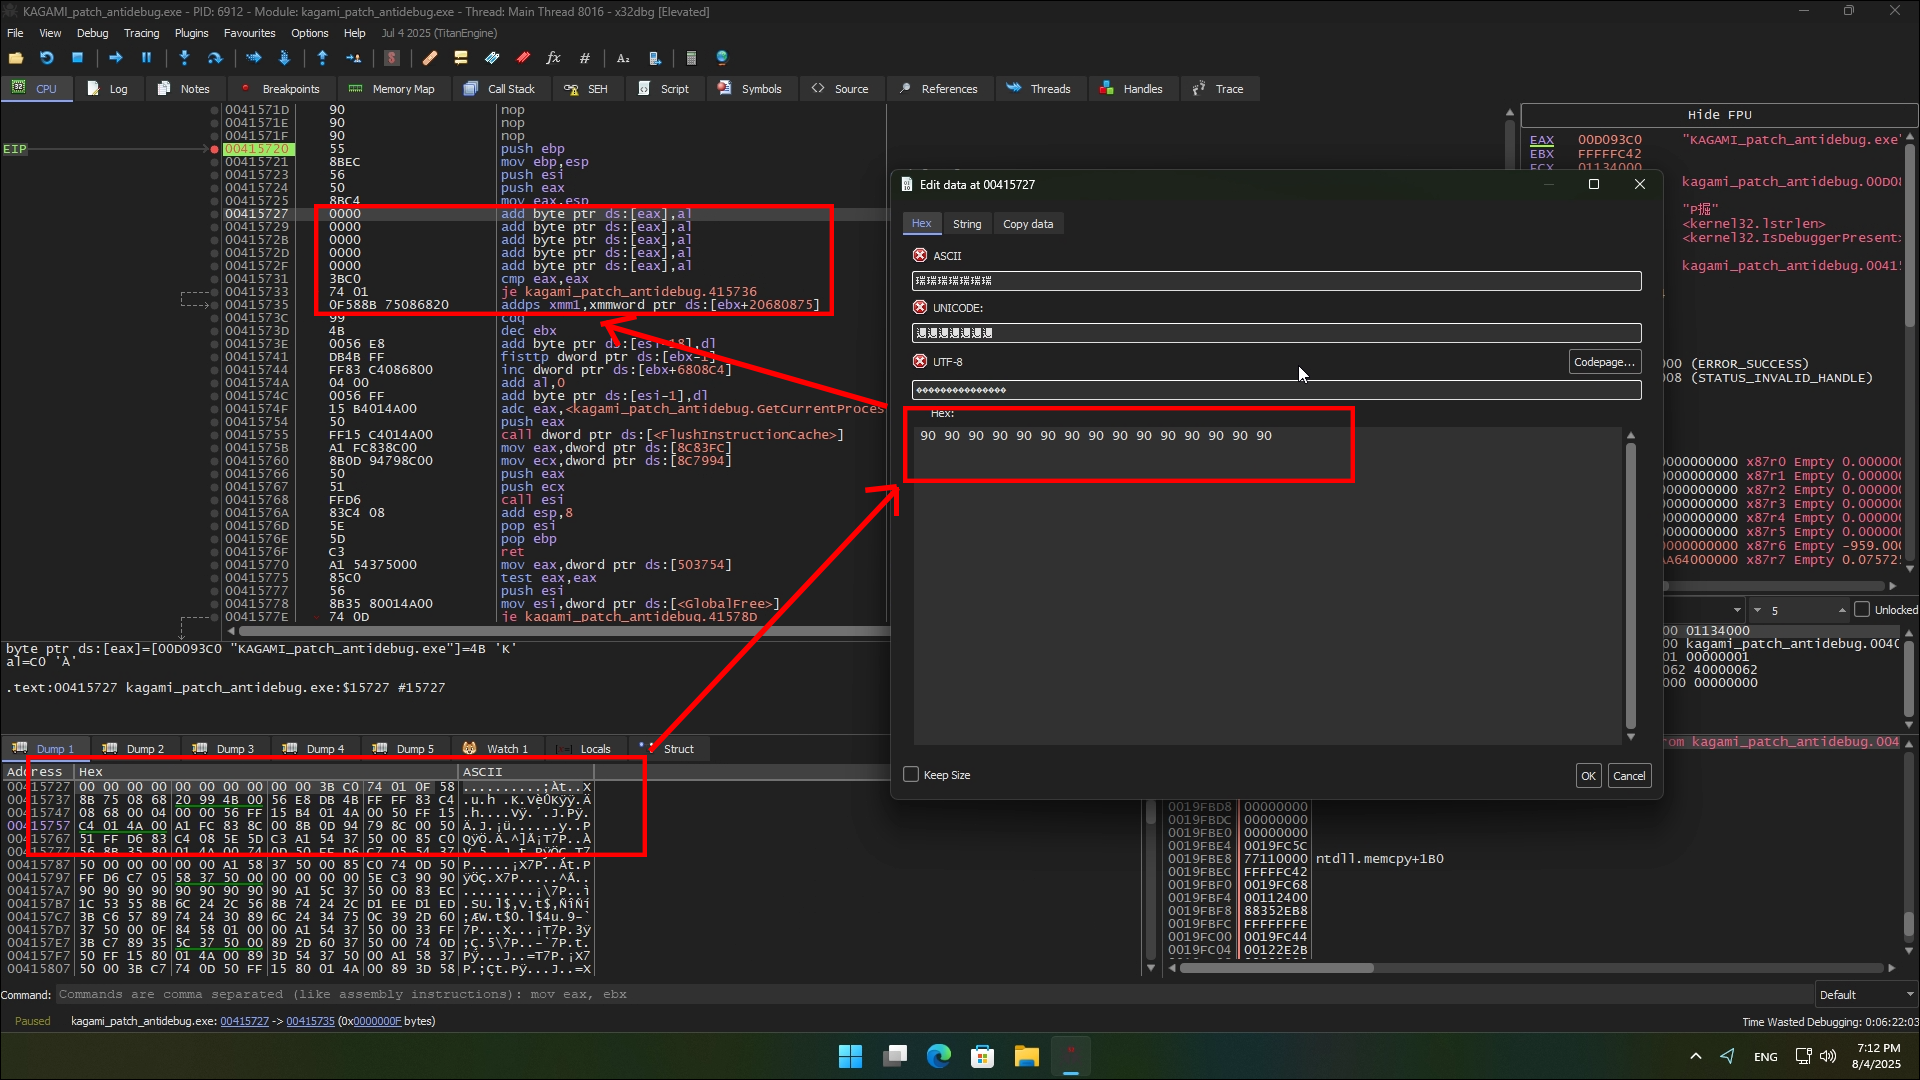 KAGAMI_patch_antidebug.exe - PID: 6912 - Module: kagami_patch_antidebug.exe - Thread: Main Thread 8016 - x32dbg [Elevated]
File View Debug Tracing Plugins Favourites Options Help Jul 4 2025 (TitanEngine)
CPU Log Notes Breakpoints Memory Map Call Stack SEH Script Symbols Source References Threads Handles Trace
0041571D 90 nop
0041571E 90 nop
0041571F 90 nop
EIP 00415720 55 push ebp
00415721 8BEC mov ebp,esp
00415723 56 push esi
00415724 50 push eax
00415725 8BC4 mov eax,esp
00415727 0000 add byte ptr ds:[eax],al
00415729 0000 add byte ptr ds:[eax],al
0041572B 0000 add byte ptr ds:[eax],al
0041572D 0000 add byte ptr ds:[eax],al
0041572F 0000 add byte ptr ds:[eax],al
00415731 3BC0 cmp eax,eax
00415733 74 01 je kagami_patch_antidebug.415736
00415735 0F588B 75086820 addps xmm1,xmmword ptr ds:[ebx+20680875]
0041573C 99 cdq
0041573D 4B dec ebx
0041573E 0056 E8 add byte ptr ds:[esi-18],dl
00415741 DB4B FF fisttp dword ptr ds:[ebx-1]
00415744 FF83 C4086800 inc dword ptr ds:[ebx+6808C4]
0041574A 04 00 add al,0
0041574C 0056 FF add byte ptr ds:[esi-1],dl
0041574F 15 B4014A00 adc eax,<kagami_patch_antidebug.GetCurrentProces
00415754 50 push eax
00415755 FF15 C4014A00 call dword ptr ds:[<FlushInstructionCache>]
0041575B A1 FC838C00 mov eax,dword ptr ds:[8C83FC]
00415760 8B0D 94798C00 mov ecx,dword ptr ds:[8C7994]
00415766 50 push eax
00415767 51 push ecx
00415768 FFD6 call esi
0041576A 83C4 08 add esp,8
0041576D 5E pop esi
0041576E 5D pop ebp
0041576F C3 ret
00415770 A1 54375000 mov eax,dword ptr ds:[503754]
00415775 85C0 test eax,eax
00415777 56 push esi
00415778 8B35 80014A00 mov esi,dword ptr ds:[<GlobalFree>]
0041577E 74 0D je kagami_patch_antidebug.41578D
byte ptr ds:[eax]=[00D093C0 "KAGAMI_patch_antidebug.exe"]=4B 'K'
al=C0 'À'
.text:00415727 kagami_patch_antidebug.exe:$15727 #15727
Hide FPU
EAX 00D093C0 "KAGAMI_patch_antidebug.exe"
EBX FFFFFC42
ECX 01134000
kagami_patch_antidebug.00D0
"P掘"
<kernel32.lstrlen>
<kernel32.IsDebuggerPresent>
kagami_patch_antidebug.0041
00 (ERROR_SUCCESS)
08 (STATUS_INVALID_HANDLE)
0000000000 x87r0 Empty 0.00000
0000000000 x87r1 Empty 0.00000
0000000000 x87r2 Empty 0.00000
0000000000 x87r3 Empty 0.00000
0000000000 x87r4 Empty 0.00000
0000000000 x87r5 Empty 0.00000
0000000000 x87r6 Empty -959.00
A64000000 x87r7 Empty 0.07572
5 Unlocked
00 01134000
00 kagami_patch_antidebug.0040
01 00000001
062 40000062
000 00000000
om kagami_patch_antidebug.004
Edit data at 00415727
Hex String Copy data
ASCII
UNICODE:
UTF-8
Codepage...
Hex:
90 90 90 90 90 90 90 90 90 90 90 90 90 90 90
Keep Size
OK Cancel
Dump 1 Dump 2 Dump 3 Dump 4 Dump 5 Watch 1 Locals Struct
Address Hex ASCII
00415727 00 00 00 00 00 00 00 00 00 00 3B C0 74 01 0F 58 ..........;Àt..X
00415737 8B 75 08 68 20 99 4B 00 56 E8 DB 4B FF FF 83 C4 .u.h .K.VèÛKÿÿ.Ä
00415747 08 68 00 04 00 00 56 FF 15 B4 01 4A 00 50 FF 15 .h....Vÿ.´.J.Pÿ.
00415757 C4 01 4A 00 A1 FC 83 8C 00 8B 0D 94 79 8C 00 50 Ä.J.¡ü......y..P
00415767 51 FF D6 83 C4 08 5E 5D C3 A1 54 37 50 00 85 C0 QÿÖ.Ä.^]Ã¡T7P..À
00415777 56 8B 35 80 01 4A 00 74 0D 50 FF D6 C7 05 54 37 V.5..J.t.PÿÖÇ.T7
00415787 50 00 00 00 00 00 A1 58 37 50 00 85 C0 74 0D 50 P.....¡X7P..Àt.P
00415797 FF D6 C7 05 58 37 50 00 00 00 00 00 5E C3 90 90 ÿÖÇ.X7P.....^Ã..
004157A7 90 90 90 90 90 90 90 90 90 A1 5C 37 50 00 83 EC .........¡\7P..ì
004157B7 1C 53 55 8B 6C 24 2C 56 8B 74 24 2C D1 EE D1 ED .SU.l$,V.t$,ÑîÑí
004157C7 3B C6 57 89 74 24 30 89 6C 24 34 75 0C 39 2D 60 ;ÆW.t$0.l$4u.9-`
004157D7 37 50 00 0F 84 58 01 00 00 A1 54 37 50 00 33 FF 7P...X...¡T7P.3ÿ
004157E7 3B C7 89 35 5C 37 50 00 89 2D 60 37 50 00 74 0D ;Ç.5\7P..-`7P.t.
004157F7 50 FF 15 80 01 4A 00 89 3D 54 37 50 00 A1 58 37 Pÿ...J..=T7P.¡X7
00415807 50 00 3B C7 74 0D 50 FF 15 80 01 4A 00 89 3D 58 P.;Çt.Pÿ...J..=X
0019FBD8 00000000
0019FBDC 00000000
0019FBE0 00000000
0019FBE4 0019FC5C
0019FBE8 77110000 ntdll.memcpy+1B0
0019FBEC FFFFFC42
0019FBF0 0019FC68
0019FBF4 00112400
0019FBF8 88352EB8
0019FBFC FFFFFFFE
0019FC00 0019FC44
0019FC04 00122E2B
Command: Commands are comma separated (like assembly instructions): mov eax, ebx
Default
Paused kagami_patch_antidebug.exe: 00415727 -> 00415735 (0x0000000F bytes)
Time Wasted Debugging: 0:06:22:03
ENG
7:12 PM
8/4/2025